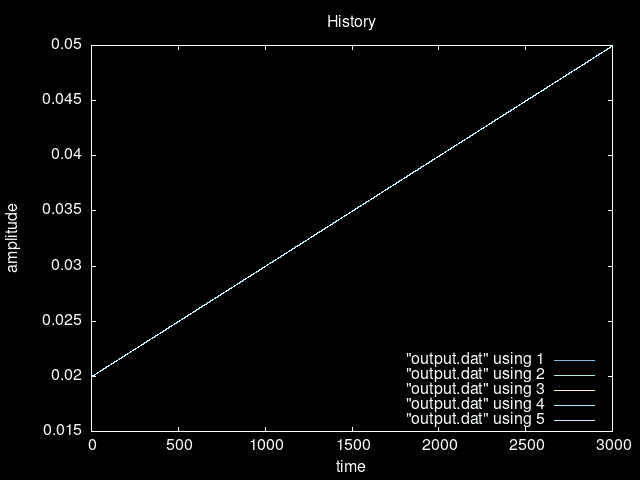 History
0.05
0.045
0.04
0.035
amplitude
0.03
0.025
0.02
0.015
"output.dat" using 1
"output.dat" using 2
"output.dat" using 3
"output.dat" using 4
"output.dat" using 5
0 500 1000 1500 2000 2500 3000
time